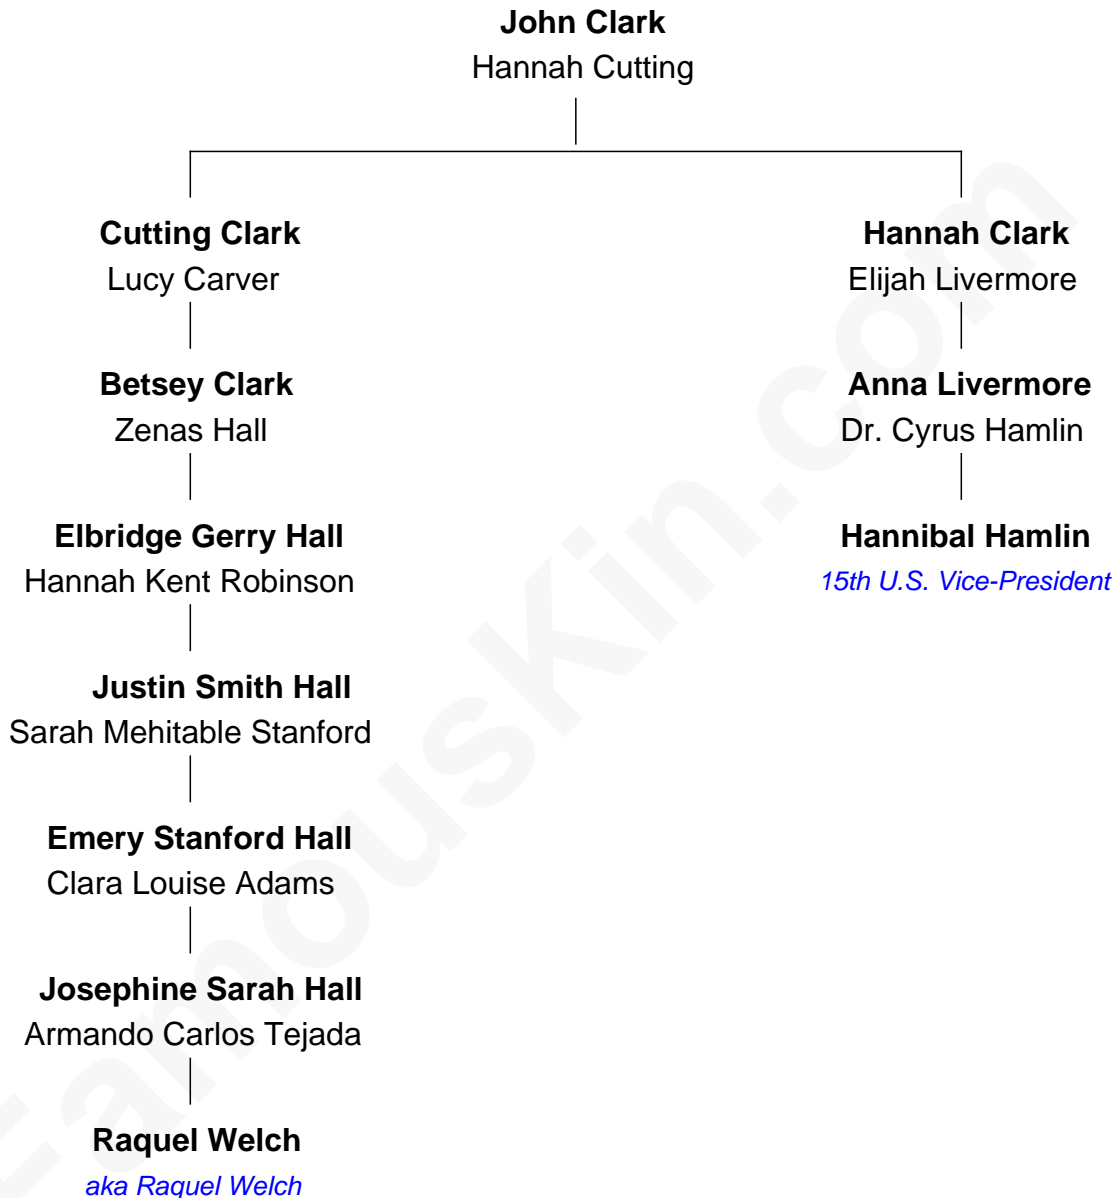 John Clark
Hannah Cutting
Cutting Clark
Lucy Carver
Hannah Clark
Elijah Livermore
Betsey Clark
Zenas Hall
Anna Livermore
Dr. Cyrus Hamlin
Elbridge Gerry Hall
Hannah Kent Robinson
Hannibal Hamlin
15th U.S. Vice-President
Justin Smith Hall
Sarah Mehitable Stanford
Emery Stanford Hall
Clara Louise Adams
Josephine Sarah Hall
Armando Carlos Tejada
Raquel Welch
aka Raquel Welch
FamousKin.com